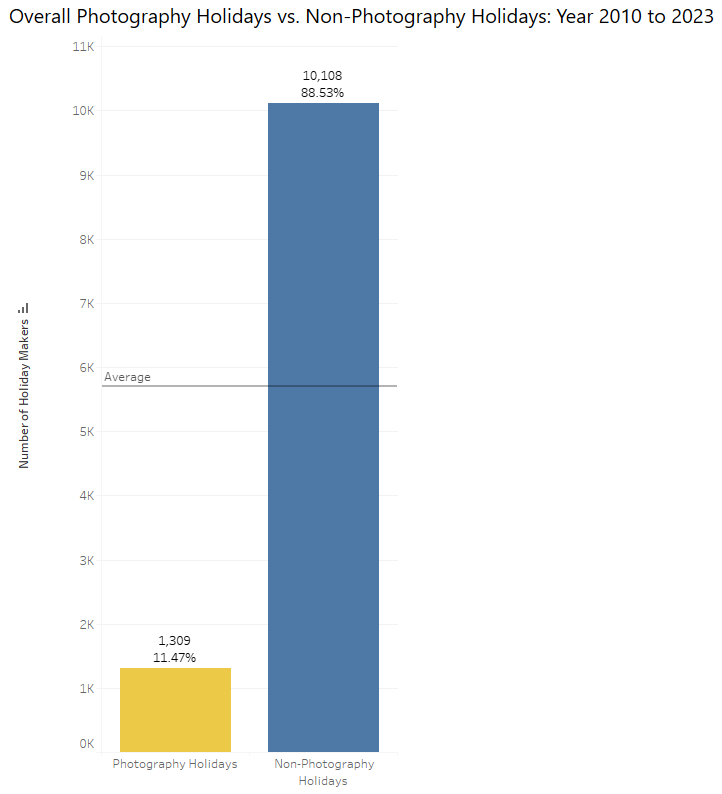 Overall Photography Holidays vs. Non-Photography Holidays: Year 2010 to 2023
11K
10,108
88.53%
10K
9K
8K
7K
Number of Holiday Makers
6K
Average
5K
4K
3K
2K
1,309
11.47%
1K
0K
Photography Holidays
Non-Photography
Holidays